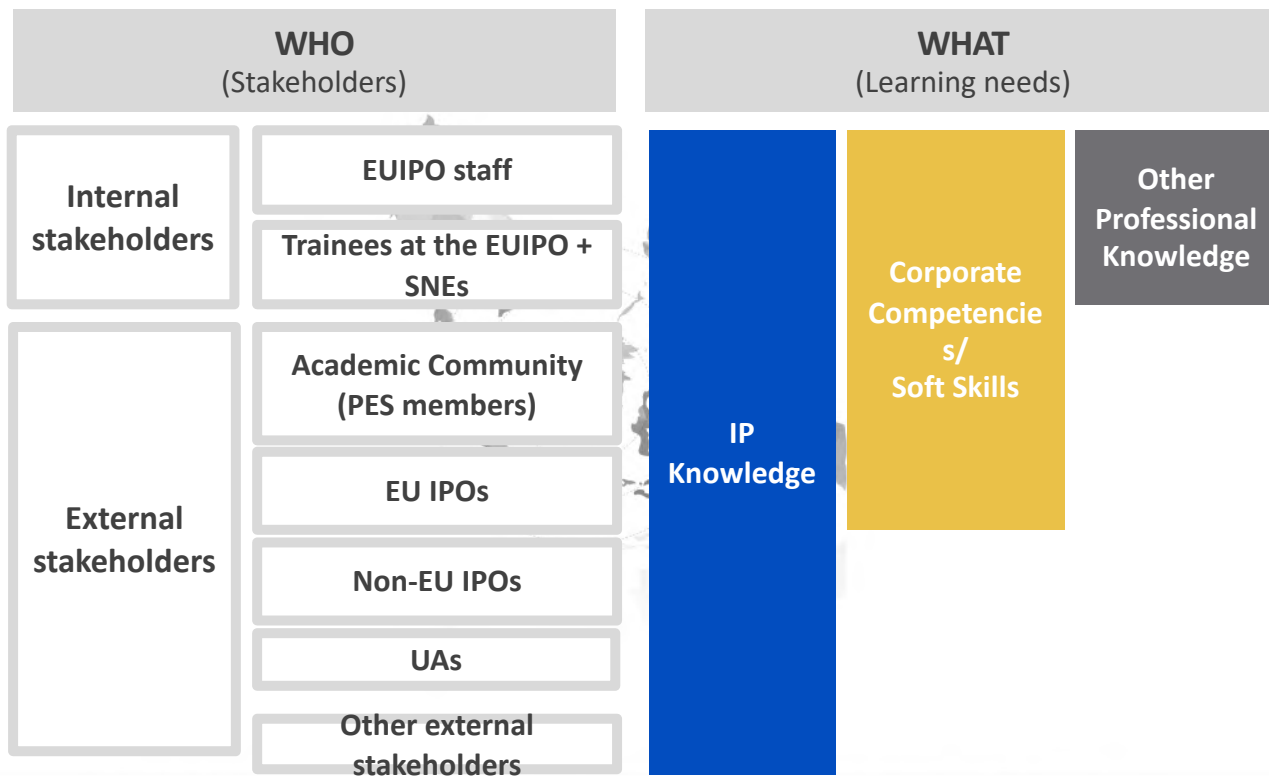 WHO
(Stakeholders)
WHAT
(Learning needs)
Internal
stakeholders
EUIPO staff
Trainees at the EUIPO +
SNEs
External
stakeholders
Academic Community
(PES members)
EU IPOs
Non-EU IPOs
UAs
Other external
stakeholders
IP
Knowledge
Corporate
Competencie
s/
Soft Skills
Other
Professional
Knowledge